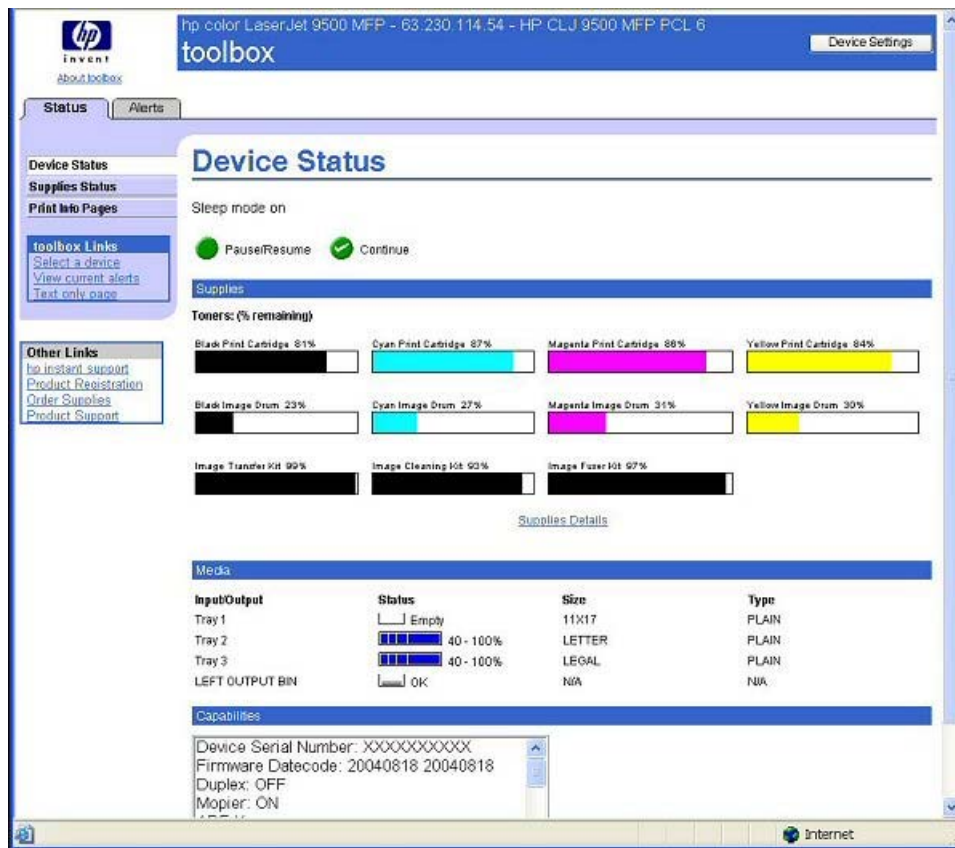 hp
invent
About toolbox
hp color LaserJet 9500 MFP - 63.230.114.54 - HP CLJ 9500 MFP PCL 6
toolbox
Device Settings
Status
Alerts
Device Status
Supplies Status
Print Info Pages
toolbox Links
Select a device
View current alerts
Text only page
Other Links
hp instant support
Product Registration
Order Supplies
Product Support
Device Status
Sleep mode on
Pause/Resume
Continue
Supplies
Toners: (% remaining)
Black Print Cartridge 81%
Cyan Print Cartridge 87%
Magenta Print Cartridge 86%
Yellow Print Cartridge 84%
Black Image Drum 23%
Cyan Image Drum 27%
Magenta Image Drum 31%
Yellow Image Drum 30%
Image Transfer Kit 99%
Image Cleaning Kit 93%
Image Fuser Kit 97%
Supplies Details
Media
Input/Output Status Size Type
Tray 1 Empty 11X17 PLAIN
Tray 2 40 - 100% LETTER PLAIN
Tray 3 40 - 100% LEGAL PLAIN
LEFT OUTPUT BIN OK N/A N/A
Capabilities
Device Serial Number: XXXXXXXXXX
Firmware Datecode: 20040818 20040818
Duplex: OFF
Mopier: ON
Internet